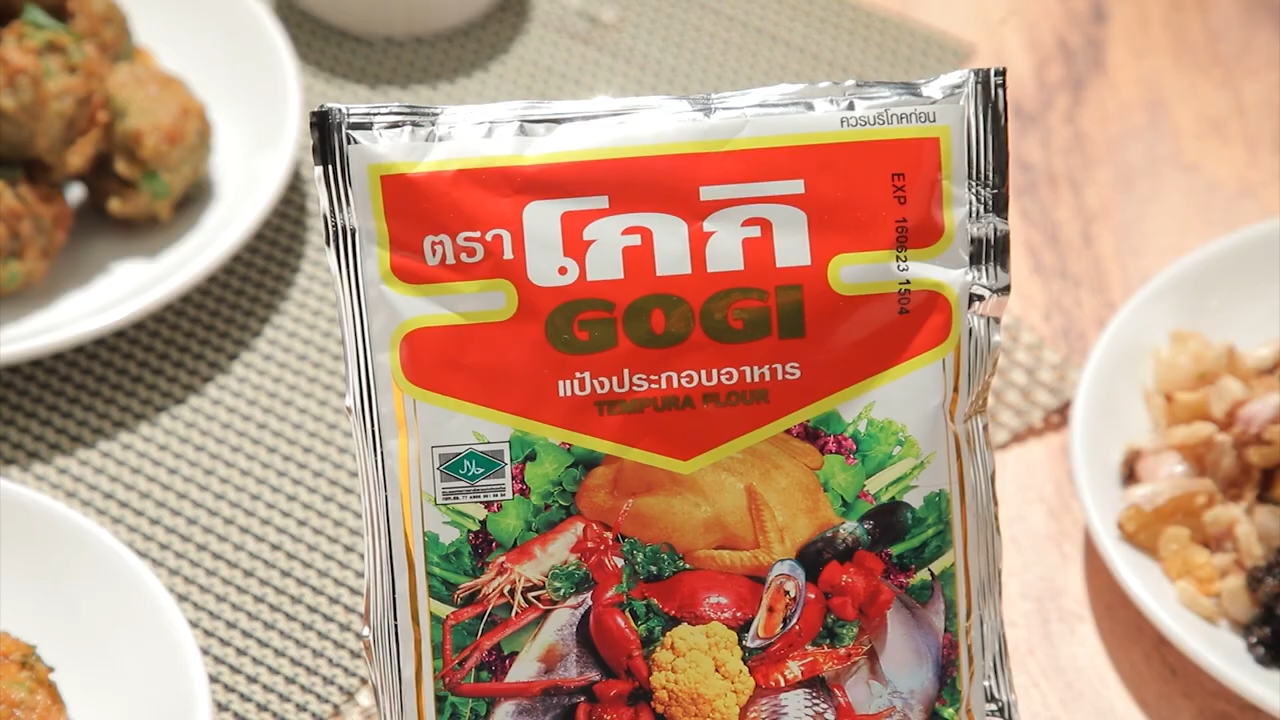 ควรบริโภคก่อน
EXP 160623 1504
ตรา โกกิ
GOGI
แป้งประกอบอาหาร
TEMPURA FLOUR
حلال